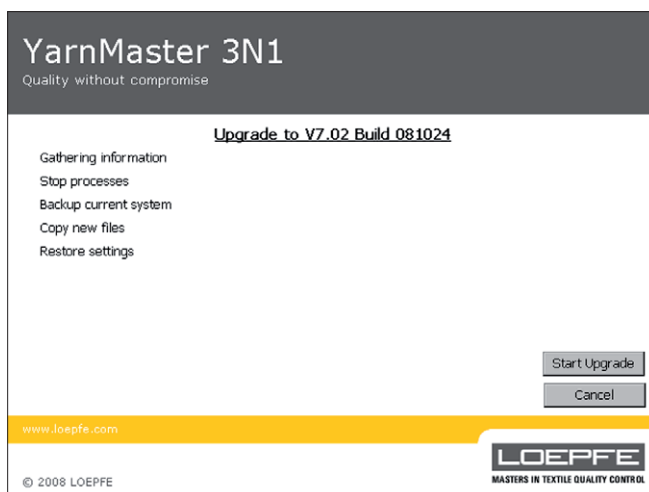 YarnMaster 3N1
Quality without compromise
Upgrade to V7.02 Build 081024
Gathering information
Stop processes
Backup current system
Copy new files
Restore settings
Start Upgrade
Cancel
www.loepfe.com
LOEPFE
MASTERS IN TEXTILE QUALITY CONTROL
© 2008 LOEPFE